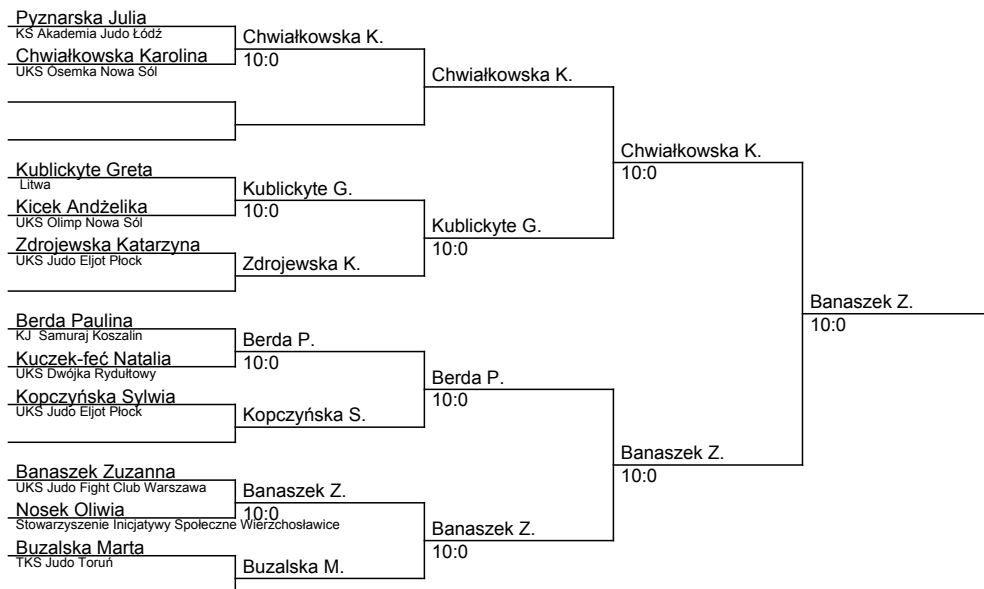 Pyznarska Julia
KS Akademia Judo Łódź
Chwiałkowska K.
10:0
Chwiałkowska Karolina
UKS Ósemka Nowa Sól
Chwiałkowska K.
Chwiałkowska K.
10:0
Kublickyte Greta
Litwa
Kublickyte G.
10:0
Kicek Andżelika
UKS Olimp Nowa Sól
Kublickyte G.
10:0
Zdrojewska Katarzyna
UKS Judo Eljot Płock
Zdrojewska K.
Banaszek Z.
10:0
Berda Paulina
KJ Samuraj Koszalin
Berda P.
10:0
Kuczek-feć Natalia
UKS Dwójka Rydułtowy
Berda P.
10:0
Kopczyńska Sylwia
UKS Judo Eljot Płock
Kopczyńska S.
Banaszek Z.
10:0
Banaszek Zuzanna
UKS Judo Fight Club Warszawa
Banaszek Z.
10:0
Nosek Oliwia
Stowarzyszenie Inicjatywy Społeczne Wierzchosławice
Banaszek Z.
10:0
Buzalska Marta
TKS Judo Toruń
Buzalska M.